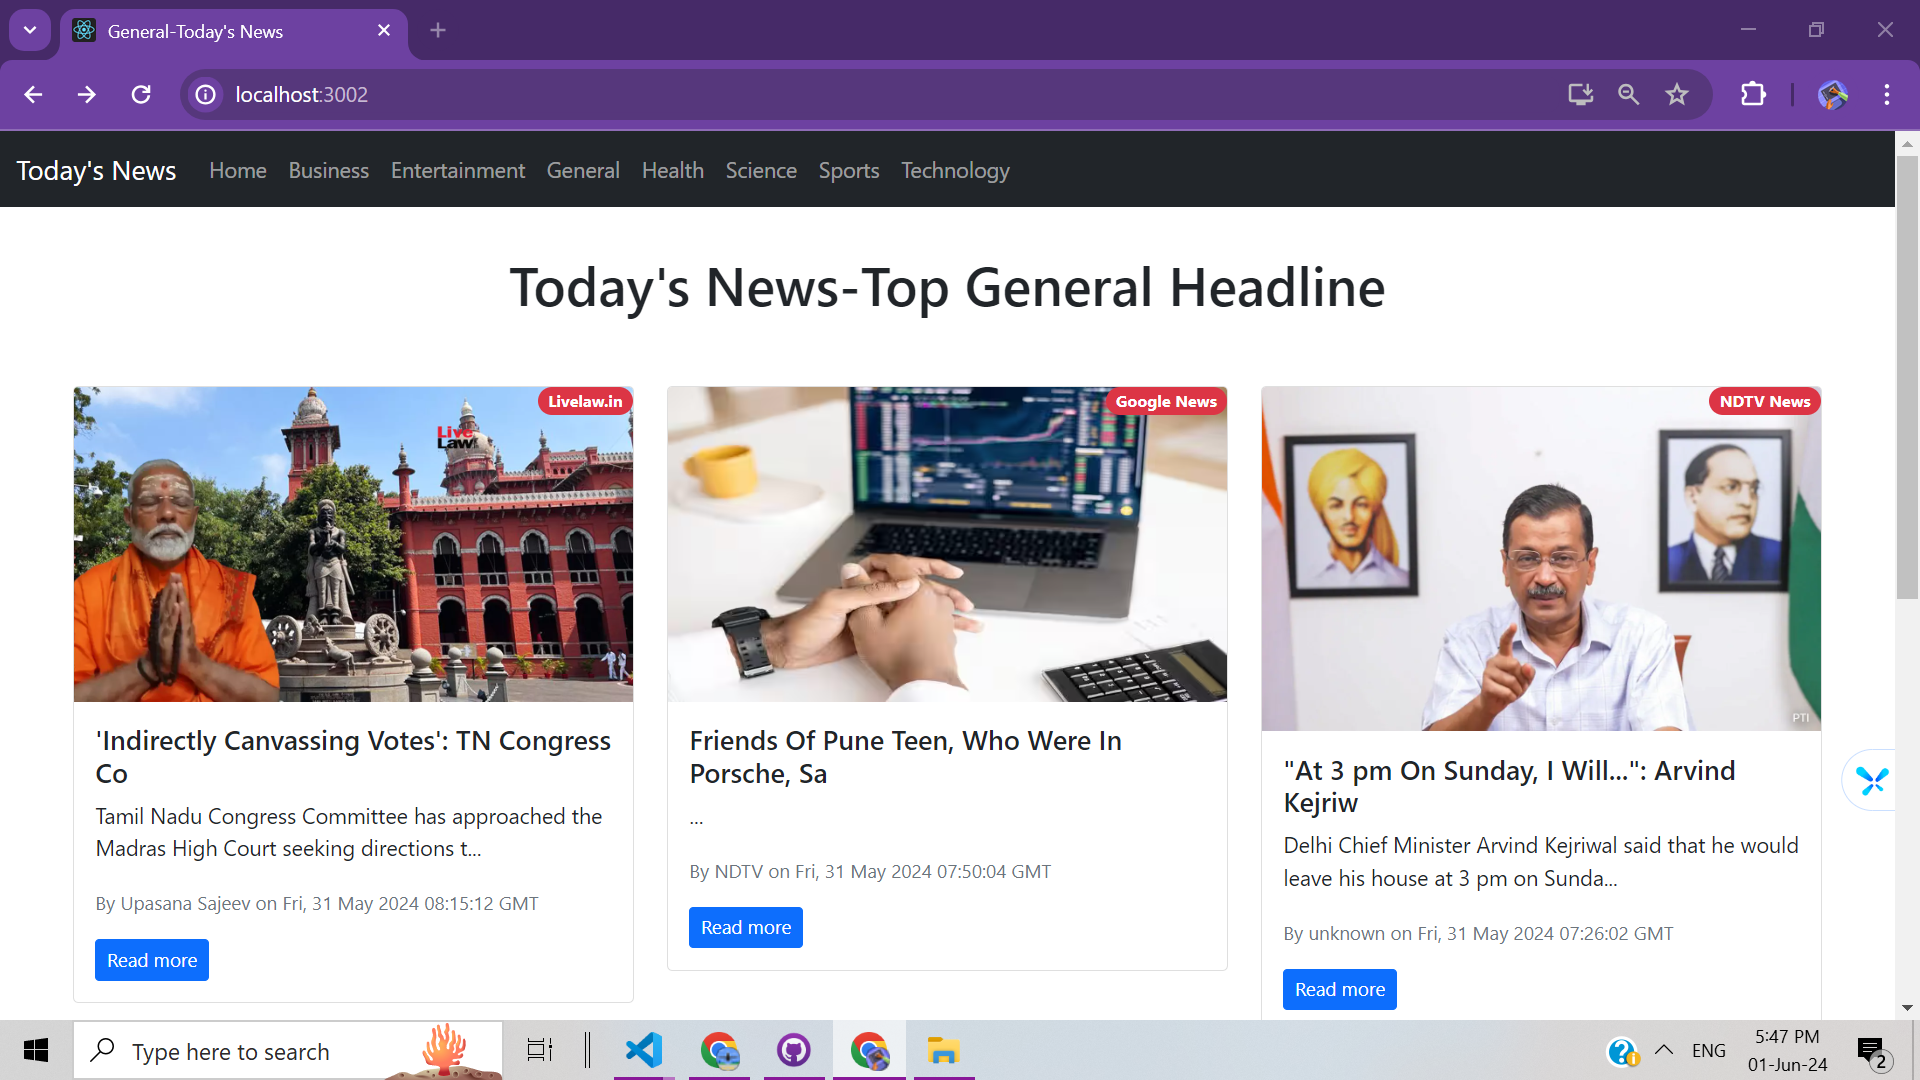 General-Today's News
localhost:3002
Today's News Home Business Entertainment General Health Science Sports Technology
Today's News-Top General Headline
Livelaw.in
Live
Law
'Indirectly Canvassing Votes': TN Congress
Co
Tamil Nadu Congress Committee has approached the
Madras High Court seeking directions t...
By Upasana Sajeev on Fri, 31 May 2024 08:15:12 GMT
Read more
Google News
Friends Of Pune Teen, Who Were In
Porsche, Sa
...
By NDTV on Fri, 31 May 2024 07:50:04 GMT
Read more
NDTV News
PTI
"At 3 pm On Sunday, I Will...": Arvind
Kejriw
Delhi Chief Minister Arvind Kejriwal said that he would
leave his house at 3 pm on Sunda...
By unknown on Fri, 31 May 2024 07:26:02 GMT
Read more
Type here to search
ENG
5:47 PM
01-Jun-24
2